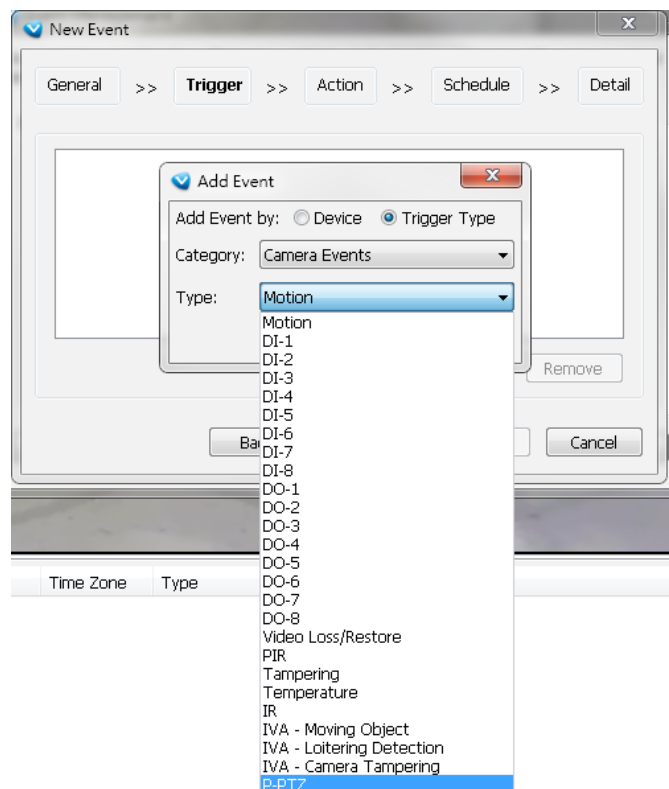 New Event
General >> Trigger >> Action >> Schedule >> Detail
Add Event
Add Event by: Device Trigger Type
Category: Camera Events
Type: Motion
Motion
DI-1
DI-2
DI-3
DI-4
DI-5
DI-6
DI-7
DI-8
DO-1
DO-2
DO-3
DO-4
DO-5
DO-6
DO-7
DO-8
Video Loss/Restore
PIR
Tampering
Temperature
IR
IVA - Moving Object
IVA - Loitering Detection
IVA - Camera Tampering
P-PTZ
Remove
Cancel
Time Zone Type